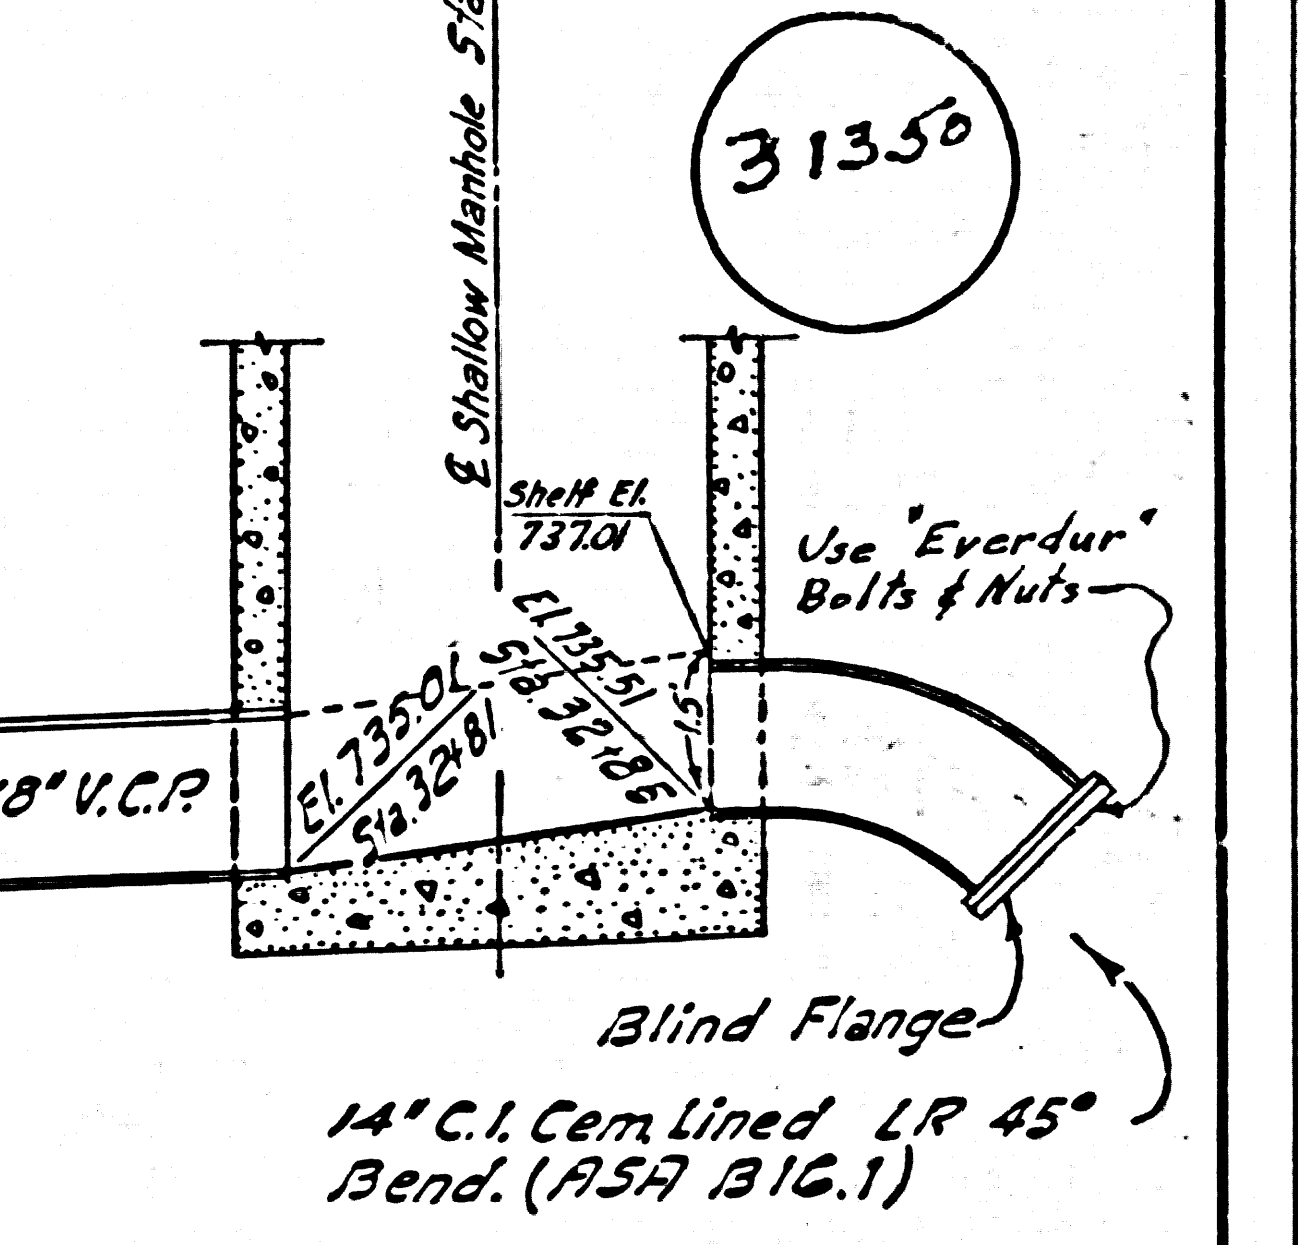 31350
℄ Shallow Manhole
Shelf El.
737.01
Use "Everdur"
Bolts & Nuts
El. 735.51
Sta. 32+86
El. 735.01
Sta. 32+81
1.5'
8" V.C.P.
Blind Flange
14" C.I. Cem. Lined LR 45°
Bend. (ASA B16.1)